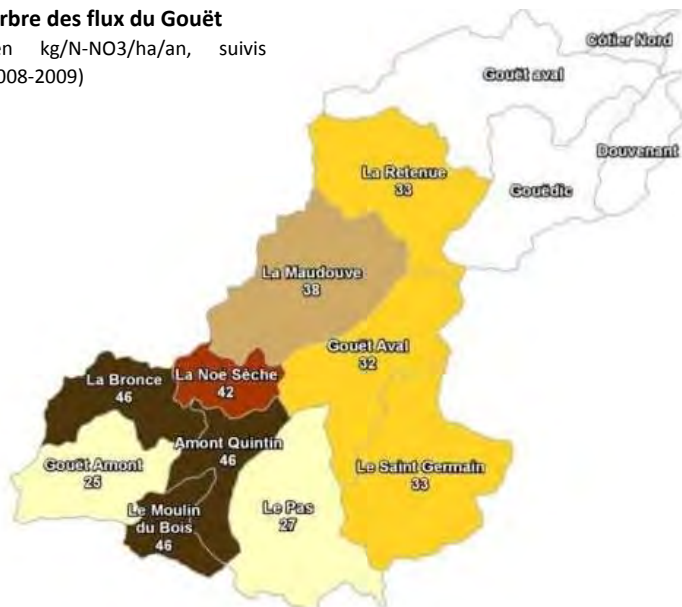 rbre des flux du Gouët
en kg/N-NO3/ha/an, suivis
008-2009)
Côtier Nord
Gouët aval
Douvenant
Gouëdic
La Retenue
33
La Maudouve
38
Gouet Aval
32
La Bronce
46
La Noe Sèche
42
Amont Quintin
46
Gouët Amont
25
Le Saint Germain
33
Le Moulin
du Bois
46
Le Pas
27